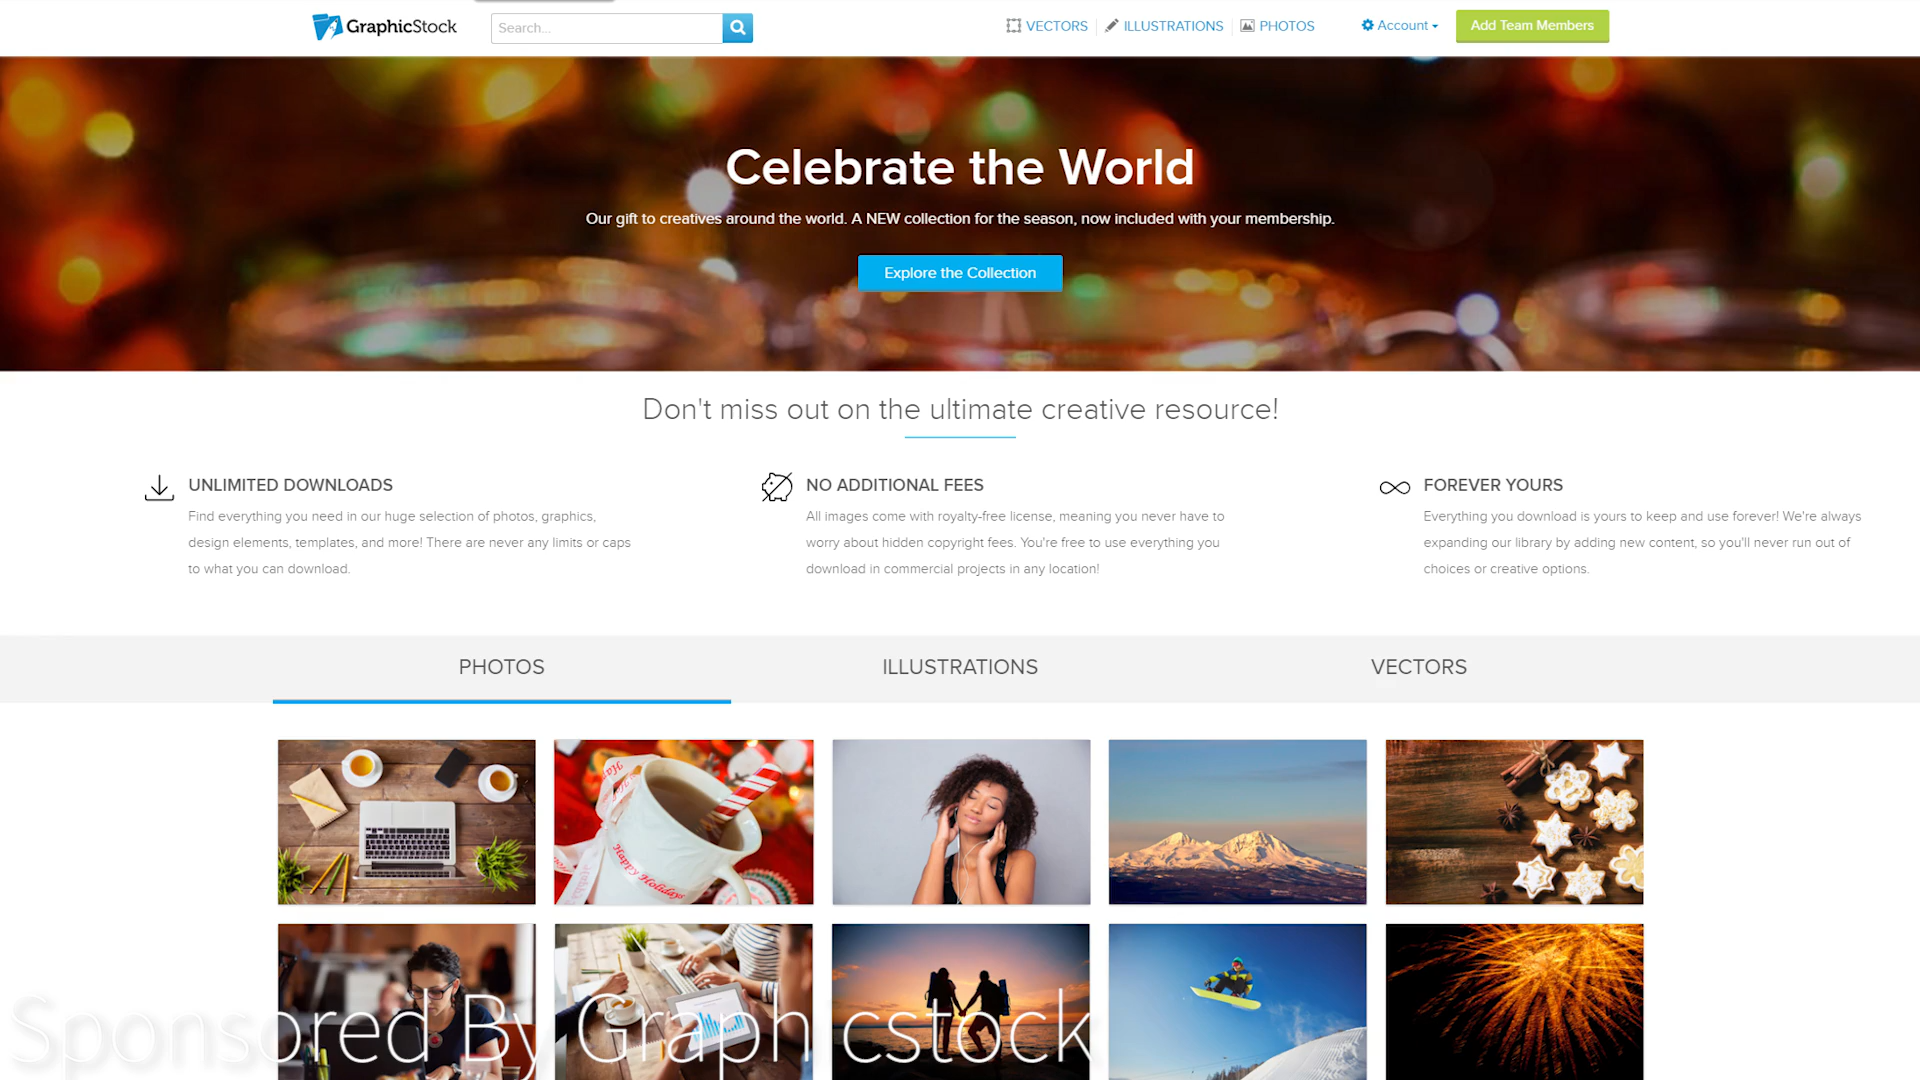 GraphicStock
Search...
VECTORS
ILLUSTRATIONS
PHOTOS
Account
Add Team Members
Celebrate the World
Our gift to creatives around the world. A NEW collection for the season, now included with your membership.
Explore the Collection
Don't miss out on the ultimate creative resource!
UNLIMITED DOWNLOADS
Find everything you need in our huge selection of photos, graphics,
design elements, templates, and more! There are never any limits or caps
to what you can download.
NO ADDITIONAL FEES
All images come with royalty-free license, meaning you never have to
worry about hidden copyright fees. You're free to use everything you
download in commercial projects in any location!
FOREVER YOURS
Everything you download is yours to keep and use forever! We're always
expanding our library by adding new content, so you'll never run out of
choices or creative options.
PHOTOS
ILLUSTRATIONS
VECTORS
Happy Holidays
Sponsored By Graphicstock